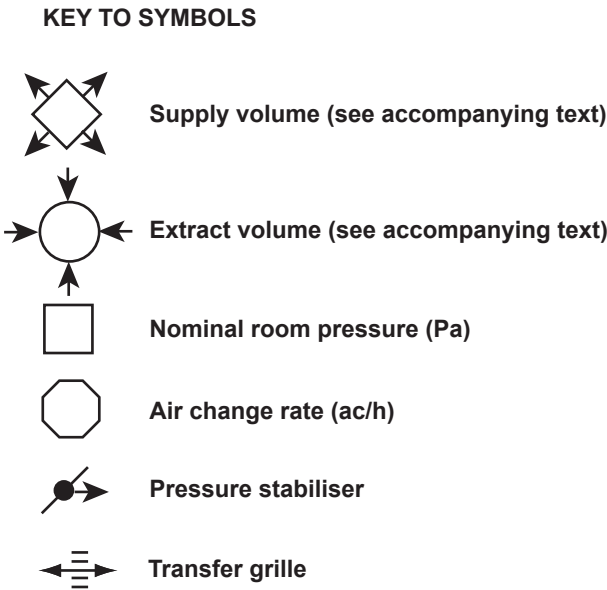 KEY TO SYMBOLS
Supply volume (see accompanying text)
Extract volume (see accompanying text)
Nominal room pressure (Pa)
Air change rate (ac/h)
Pressure stabiliser
Transfer grille